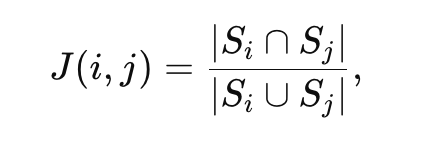 J(i, j) = |S_i ∩ S_j| / |S_i ∪ S_j|,